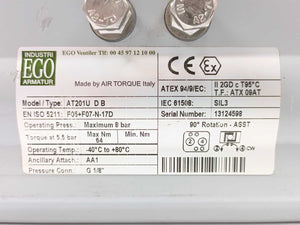 INDUSTRI
EGO
ARMATUR
EGO Ventiler Tlf: 00 45 97 12 10 00
Made by AIR TORQUE Italy
CE Ex
ATEX 94/9/EC:
II 2GD c T95°C
T.F.: ATX 09AT
Model / Type: AT201U D B
IEC 61508: SIL3
EN ISO 5211: F05+F07-N-17D
Serial Number: 13124598
Operating Press: Maximum 8 bar
90° Rotation - ASST
Torque at 5.5 bar
Max Nm
64
Min Nm
Operating Temp.: -40°C to +80°C
Ancillary Attach.: AA1
Pressure Conn.: G 1/8"
CW